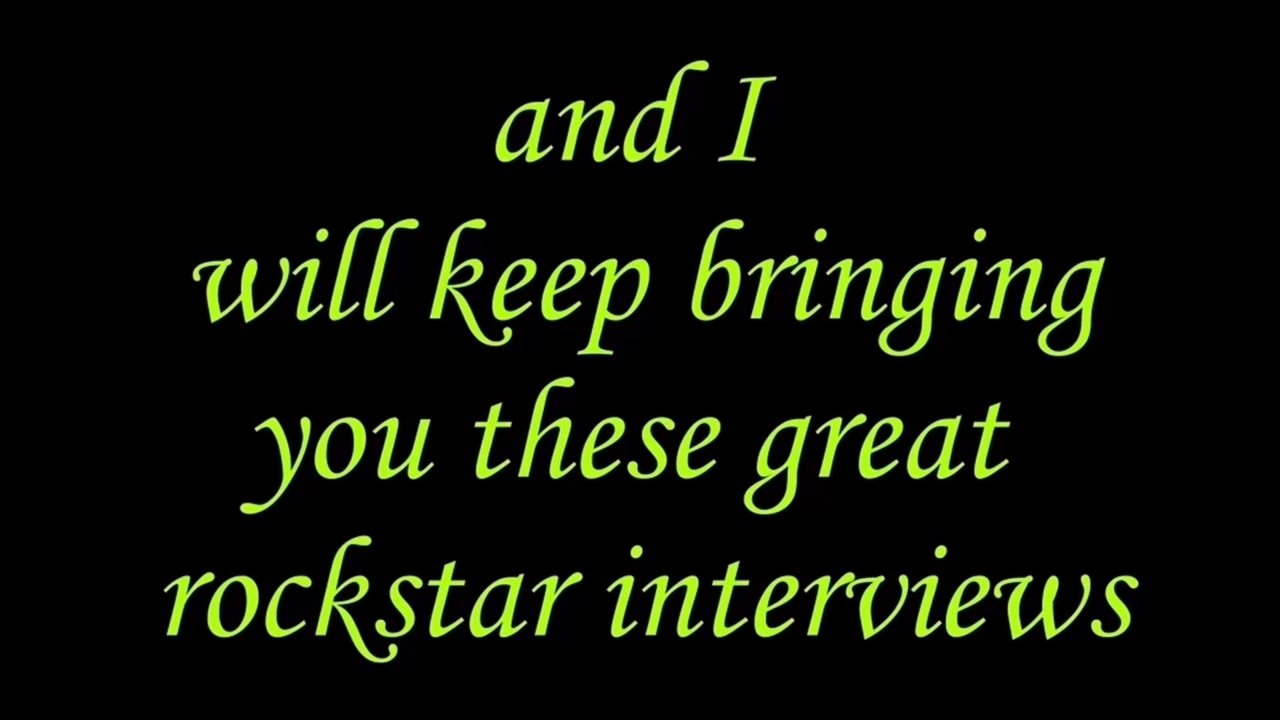 and I
will keep bringing
you these great
rockstar interviews